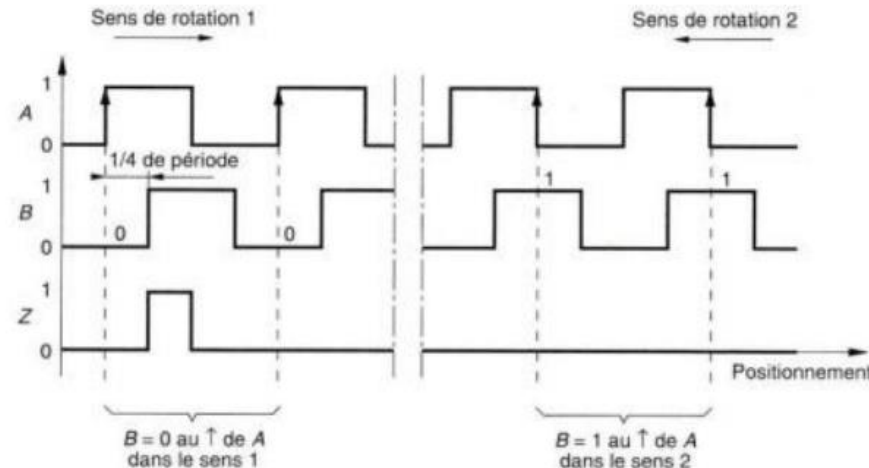 Sens de rotation 1
Sens de rotation 2
1
A
0
1/4 de période
1
B
0
0
0
1
1
1
Z
0
Positionnement
B = 0 au ↑ de A
dans le sens 1
B = 1 au ↑ de A
dans le sens 2